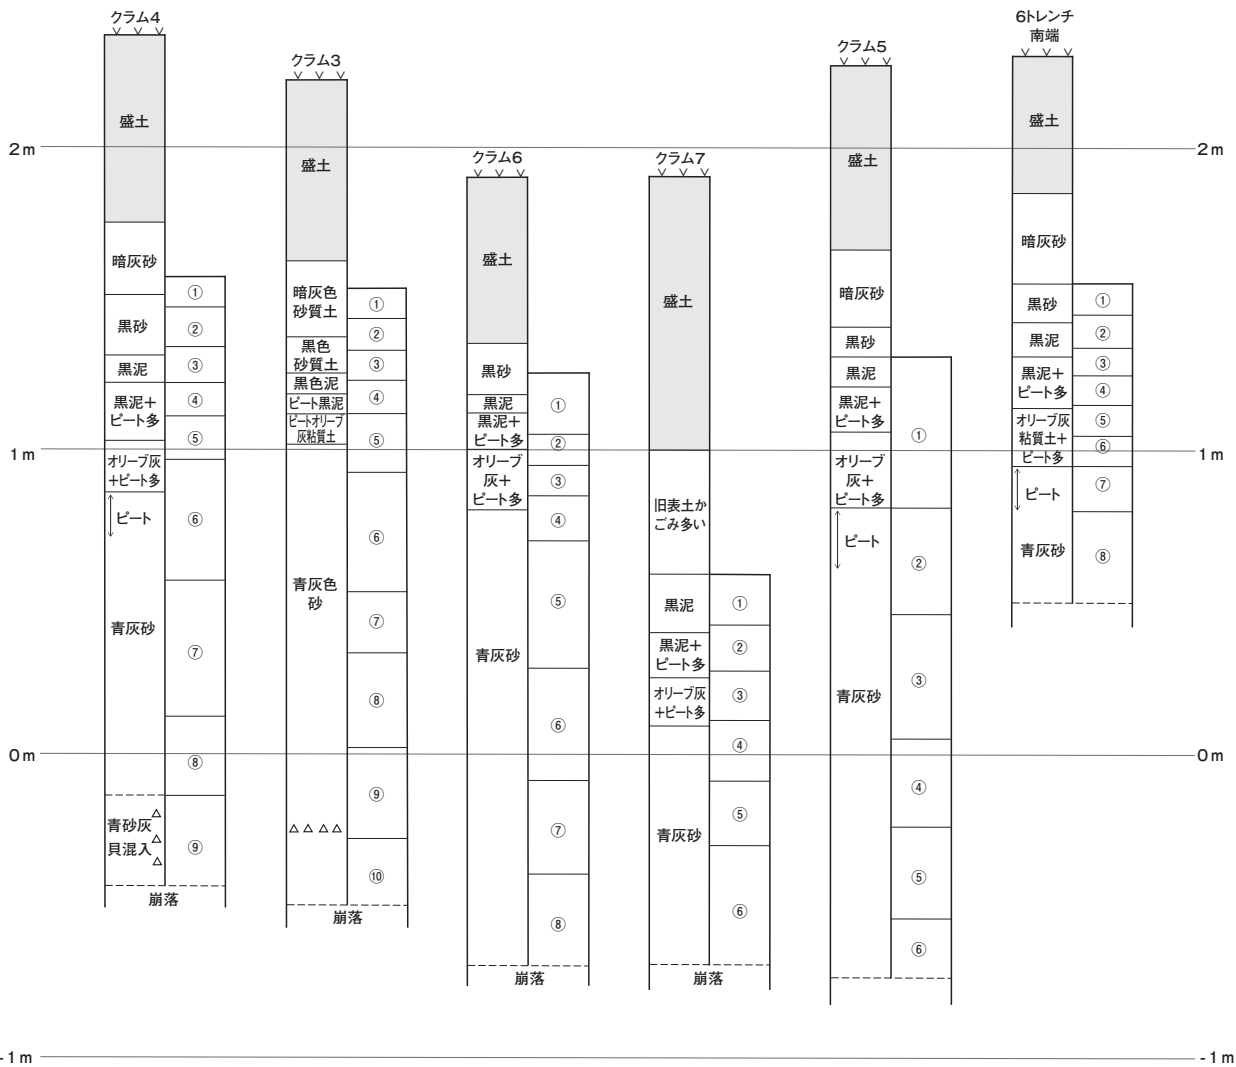 クラム4
盛土
暗灰砂
黒砂
黒泥
黒泥+
ピート多
オリーブ灰
+ピート多
ピート
青灰砂
青砂灰
貝混入
崩落
①
②
③
④
⑤
⑥
⑦
⑧
⑨
クラム3
盛土
暗灰色
砂質土
黒色
砂質土
黒色泥
ピート黒泥
ピートオリーブ
灰粘質土
青灰色
砂
崩落
①
②
③
④
⑤
⑥
⑦
⑧
⑨
⑩
クラム6
盛土
黒砂
黒泥
黒泥+
ピート多
オリーブ
灰+
ピート多
青灰砂
崩落
①
②
③
④
⑤
⑥
⑦
⑧
クラム7
盛土
旧表土か
ごみ多い
黒泥
黒泥+
ピート多
オリーブ灰
+ピート多
青灰砂
崩落
①
②
③
④
⑤
⑥
クラム5
盛土
暗灰砂
黒砂
黒泥
黒泥+
ピート多
オリーブ
灰+
ピート多
ピート
青灰砂
①
②
③
④
⑤
⑥
6トレンチ
南端
盛土
暗灰砂
黒砂
黒泥
黒泥+
ピート多
オリーブ灰
粘質土+
ピート多
ピート
青灰砂
①
②
③
④
⑤
⑥
⑦
⑧
2m
2m
1m
1m
0m
0m
-1m
-1m